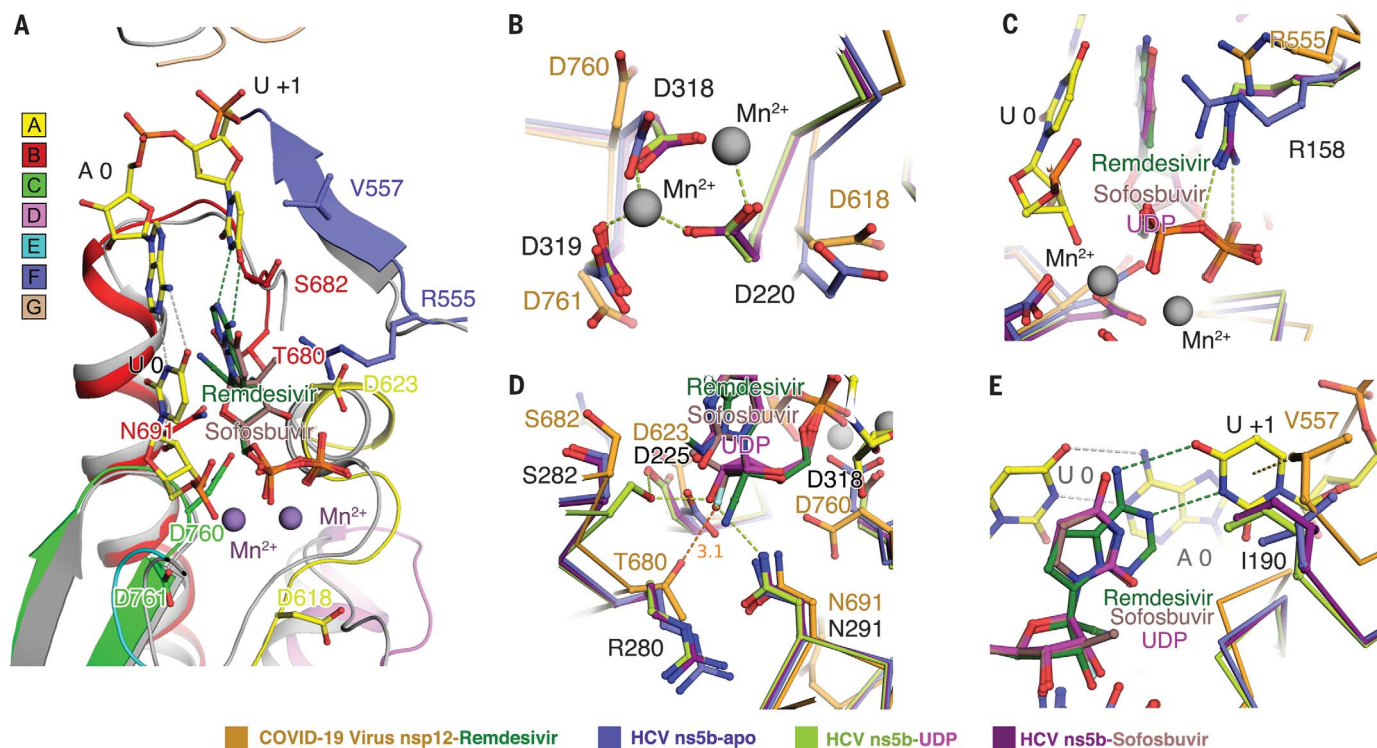 A
A
B
C
D
E
F
G
U +1
A 0
V557
S682
R555
U 0
T680
D623
Remdesivir
N691
Sofosbuvir
D760
Mn2+
Mn2+
D761
D618
B
D760
D318
Mn2+
Mn2+
D618
D319
D220
D761
C
R555
U 0
R158
Remdesivir
Sofosbuvir
UDP
Mn2+
Mn2+
D
Remdesivir
S682
Sofosbuvir
D623
UDP
S282
D225
D318
D760
3.1
T680
N691
N291
R280
E
U +1
V557
U 0
A 0
I190
Remdesivir
Sofosbuvir
UDP
COVID-19 Virus nsp12-Remdesivir
HCV ns5b-apo
HCV ns5b-UDP
HCV ns5b-Sofosbuvir